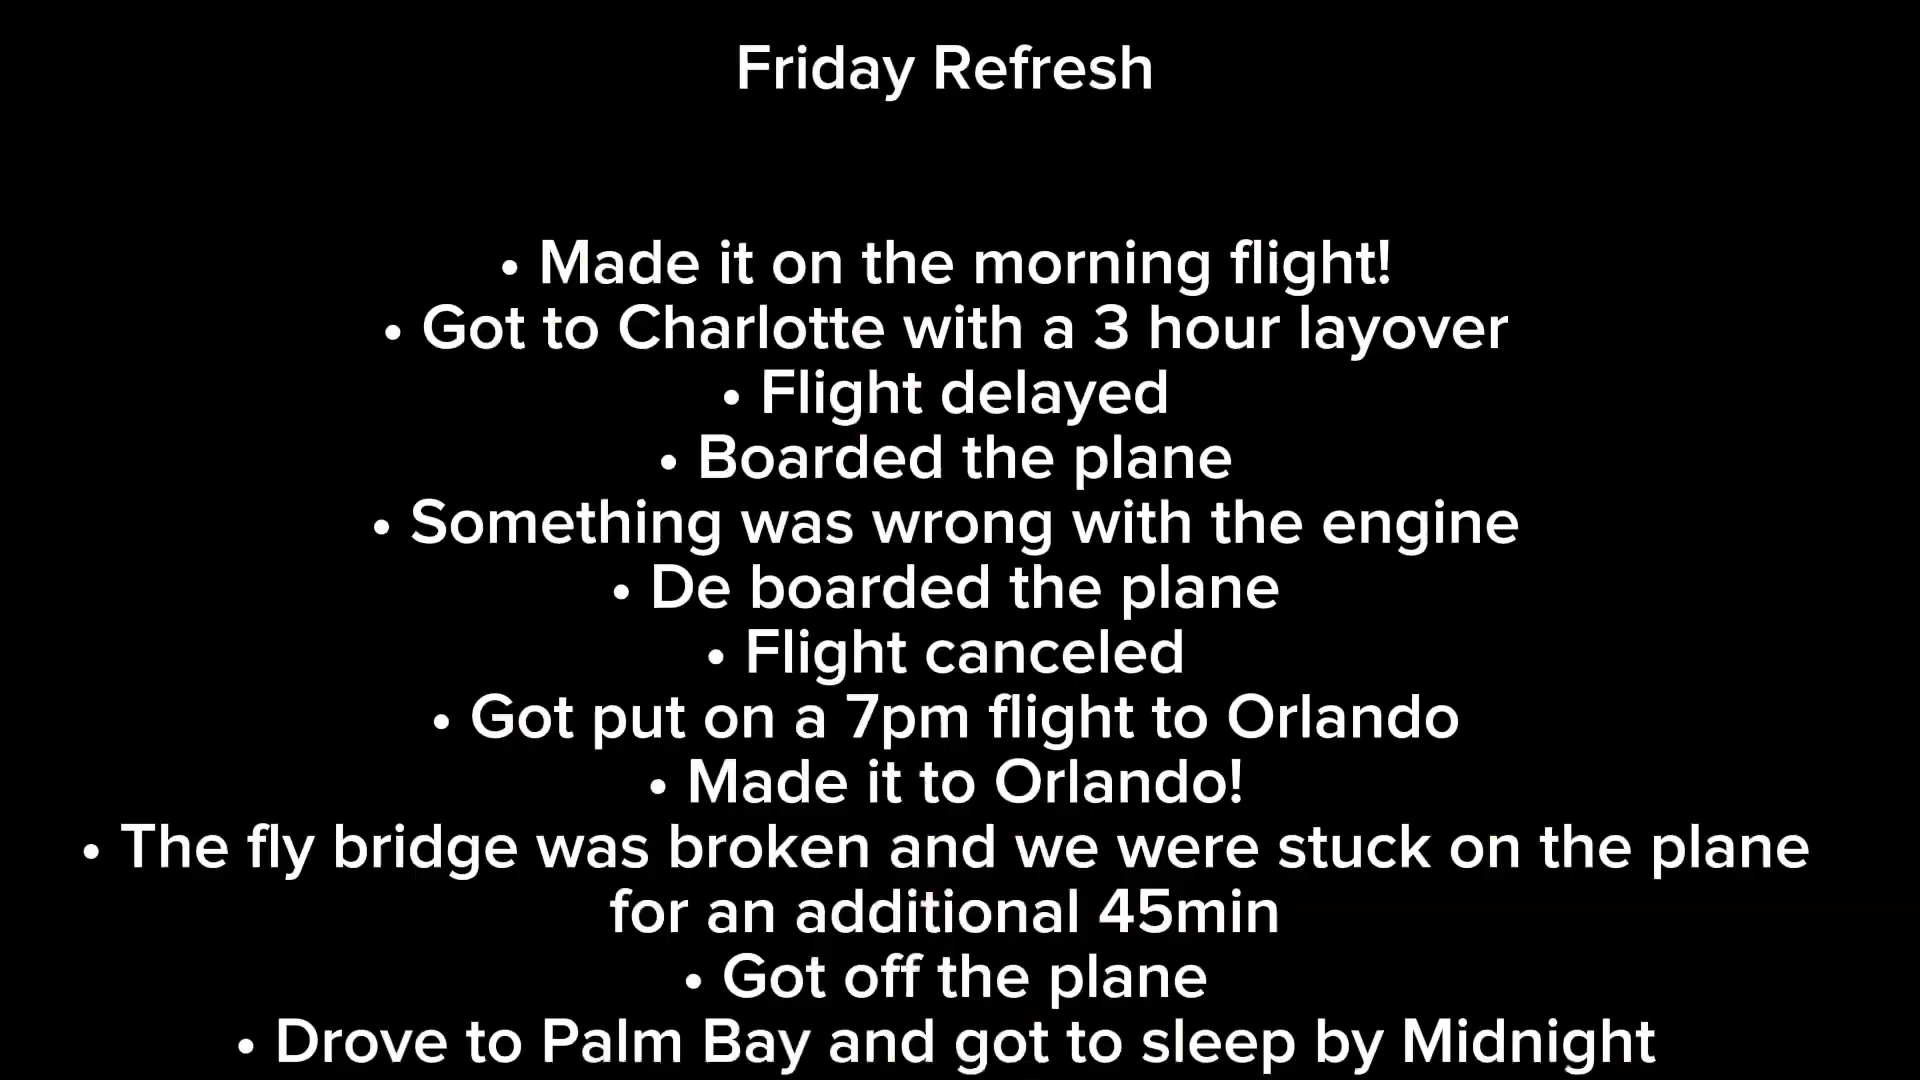 Friday Refresh
• Made it on the morning flight!
• Got to Charlotte with a 3 hour layover
• Flight delayed
• Boarded the plane
• Something was wrong with the engine
• De boarded the plane
• Flight canceled
• Got put on a 7pm flight to Orlando
• Made it to Orlando!
• The fly bridge was broken and we were stuck on the plane
for an additional 45min
• Got off the plane
• Drove to Palm Bay and got to sleep by Midnight